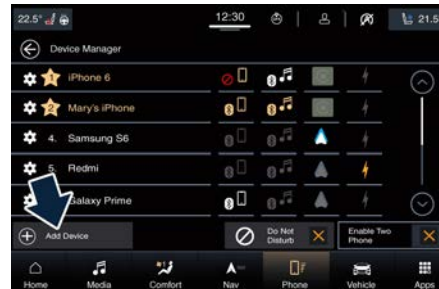 22.5°
12:30
21.5
Device Manager
1 iPhone 6
2 Mary's iPhone
4. Samsung S6
5. Redmi
Galaxy Prime
Add Device
Do Not
Disturb
Enable Two
Phone
Home
Media
Comfort
Nav
Phone
Vehicle
Apps